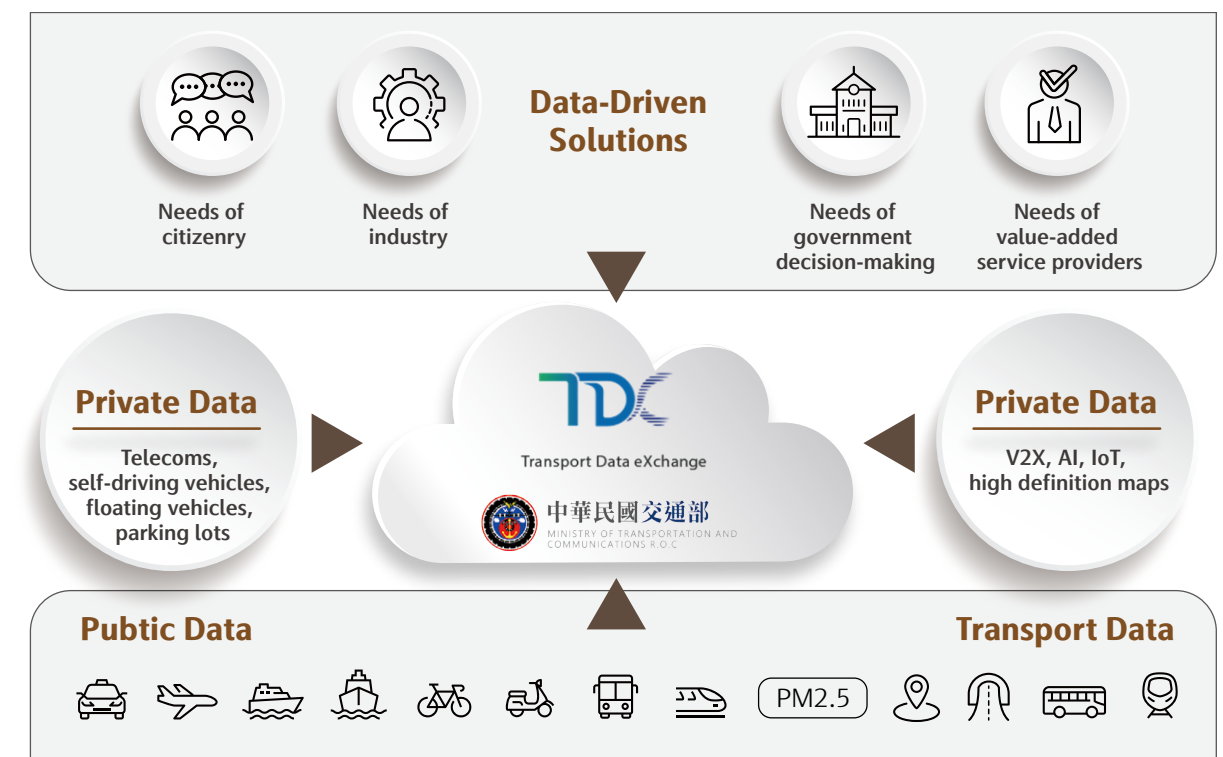 Data-Driven
Solutions
Needs of
citizenry
Needs of
industry
Needs of
government
decision-making
Needs of
value-added
service providers
Private Data
Telecoms,
self-driving vehicles,
floating vehicles,
parking lots
TDX
Transport Data eXchange
中華民國交通部
MINISTRY OF TRANSPORTATION AND
COMMUNICATIONS R.O.C
Private Data
V2X, AI, IoT,
high definition maps
Pubtic Data
Transport Data
PM2.5